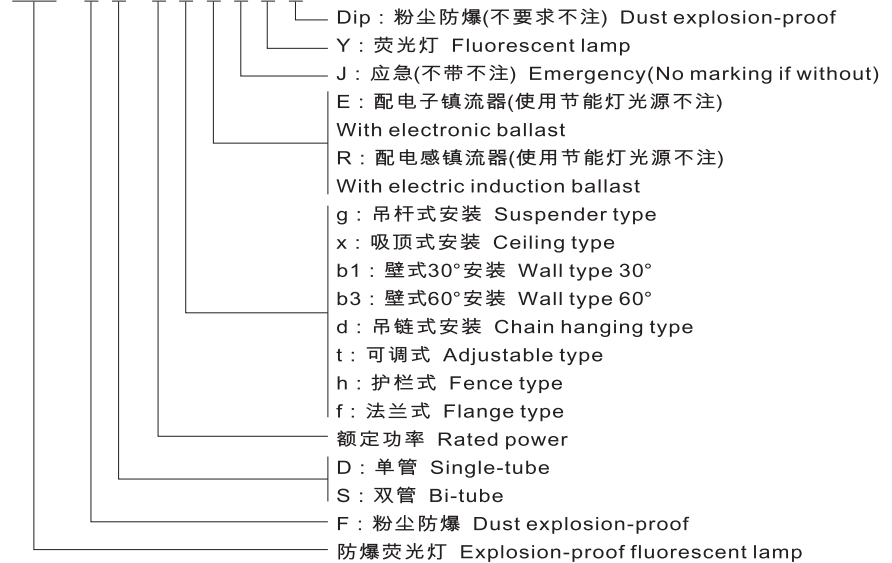 Dip：粉尘防爆(不要求不注) Dust explosion-proof
Y：荧光灯 Fluorescent lamp
J：应急(不带不注) Emergency(No marking if without)
E：配电子镇流器(使用节能灯光源不注)
With electronic ballast
R：配电感镇流器(使用节能灯光源不注)
With electric induction ballast
g：吊杆式安装 Suspender type
x：吸顶式安装 Ceiling type
b1：壁式30°安装 Wall type 30°
b3：壁式60°安装 Wall type 60°
d：吊链式安装 Chain hanging type
t：可调式 Adjustable type
h：护栏式 Fence type
f：法兰式 Flange type
额定功率 Rated power
D：单管 Single-tube
S：双管 Bi-tube
F：粉尘防爆 Dust explosion-proof
防爆荧光灯 Explosion-proof fluorescent lamp